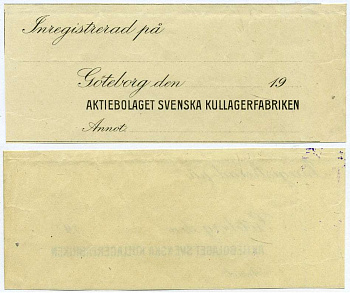 Inregistrerad på
Göteborg den 19
AKTIEBOLAGET SVENSKA KULLAGERFABRIKEN
Annot.